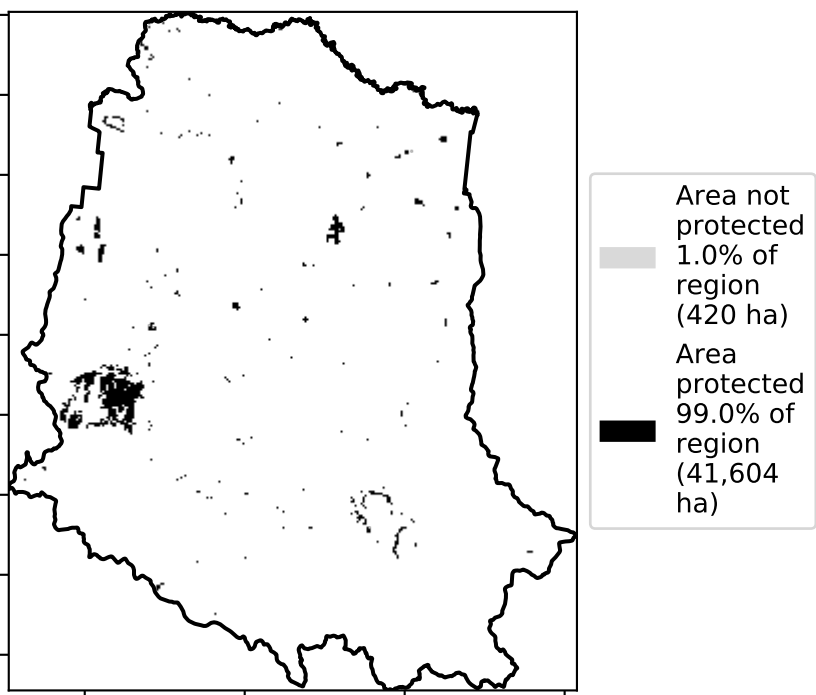 Area not
protected
1.0% of
region
(420 ha)
Area
protected
99.0% of
region
(41,604
ha)